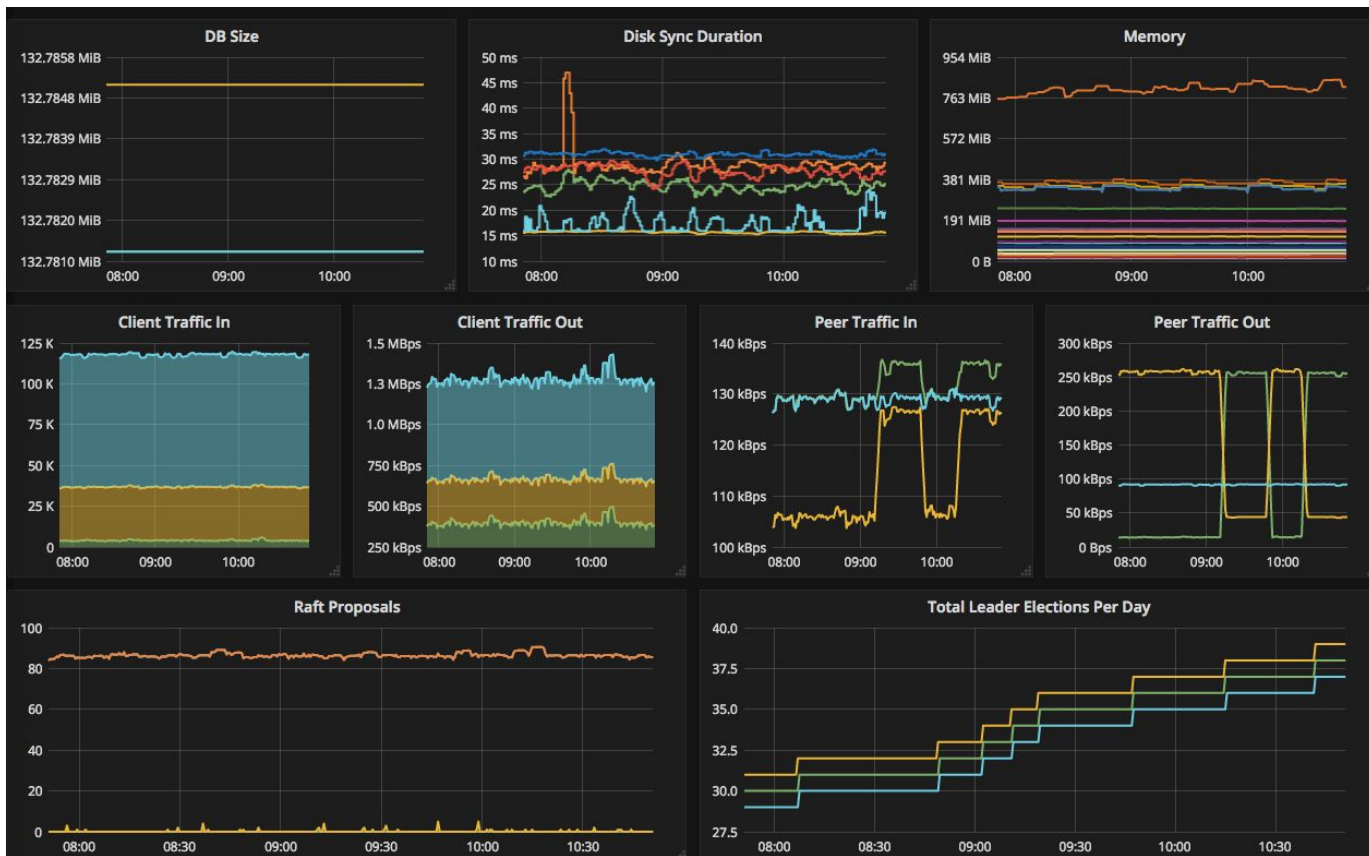 DB Size
132.7858 MiB
132.7848 MiB
132.7839 MiB
132.7829 MiB
132.7820 MiB
132.7810 MiB
08:00 09:00 10:00
Disk Sync Duration
50 ms
45 ms
40 ms
35 ms
30 ms
25 ms
20 ms
15 ms
10 ms
08:00 09:00 10:00
Memory
954 MiB
763 MiB
572 MiB
381 MiB
191 MiB
0 B
08:00 09:00 10:00
Client Traffic In
125 K
100 K
75 K
50 K
25 K
0
08:00 09:00 10:00
Client Traffic Out
1.5 MBps
1.3 MBps
1.0 MBps
750 kBps
500 kBps
250 kBps
08:00 09:00 10:00
Peer Traffic In
140 kBps
130 kBps
120 kBps
110 kBps
100 kBps
08:00 09:00 10:00
Peer Traffic Out
300 kBps
250 kBps
200 kBps
150 kBps
100 kBps
50 kBps
0 Bps
08:00 09:00 10:00
Raft Proposals
100
80
60
40
20
0
08:00 08:30 09:00 09:30 10:00 10:30
Total Leader Elections Per Day
40.0
37.5
35.0
32.5
30.0
27.5
08:00 08:30 09:00 09:30 10:00 10:30